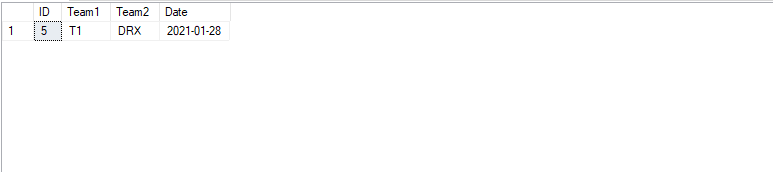 ID Team1 Team2 Date
1 5 T1 DRX 2021-01-28